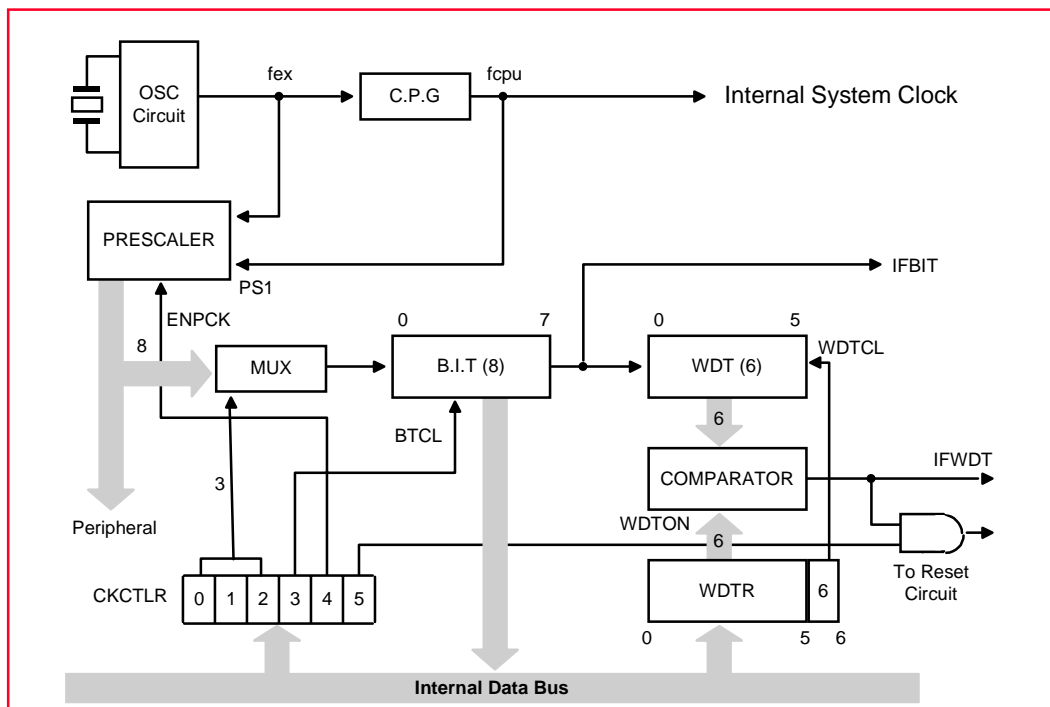 OSC
Circuit
fex
C.P.G
fcpu
Internal System Clock
PRESCALER
PS1
IFBIT
ENPCK
8
MUX
0 7
B.I.T (8)
0 5
WDT (6)
WDTCL
BTCL
6
3
COMPARATOR
IFWDT
Peripheral
WDTON
6
To Reset
Circuit
CKCTLR
0 1 2 3 4 5
WDTR
6
0 5 6
Internal Data Bus